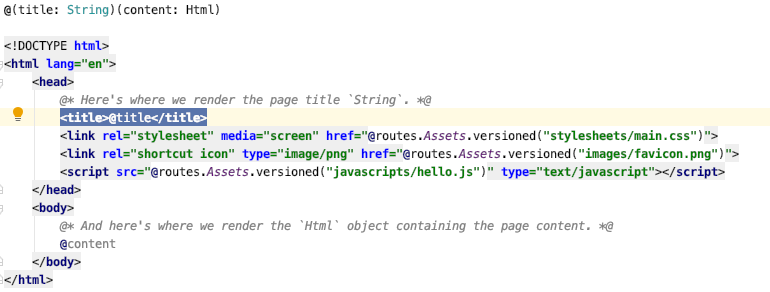 @(title: String)(content: Html)
<!DOCTYPE html>
<html lang="en">
<head>
@* Here's where we render the page title `String`. *@
<title>@title</title>
<link rel="stylesheet" media="screen" href="@routes.Assets.versioned("stylesheets/main.css")">
<link rel="shortcut icon" type="image/png" href="@routes.Assets.versioned("images/favicon.png")">
<script src="@routes.Assets.versioned("javascripts/hello.js")" type="text/javascript"></script>
</head>
<body>
@* And here's where we render the `Html` object containing the page content. *@
@content
</body>
</html>